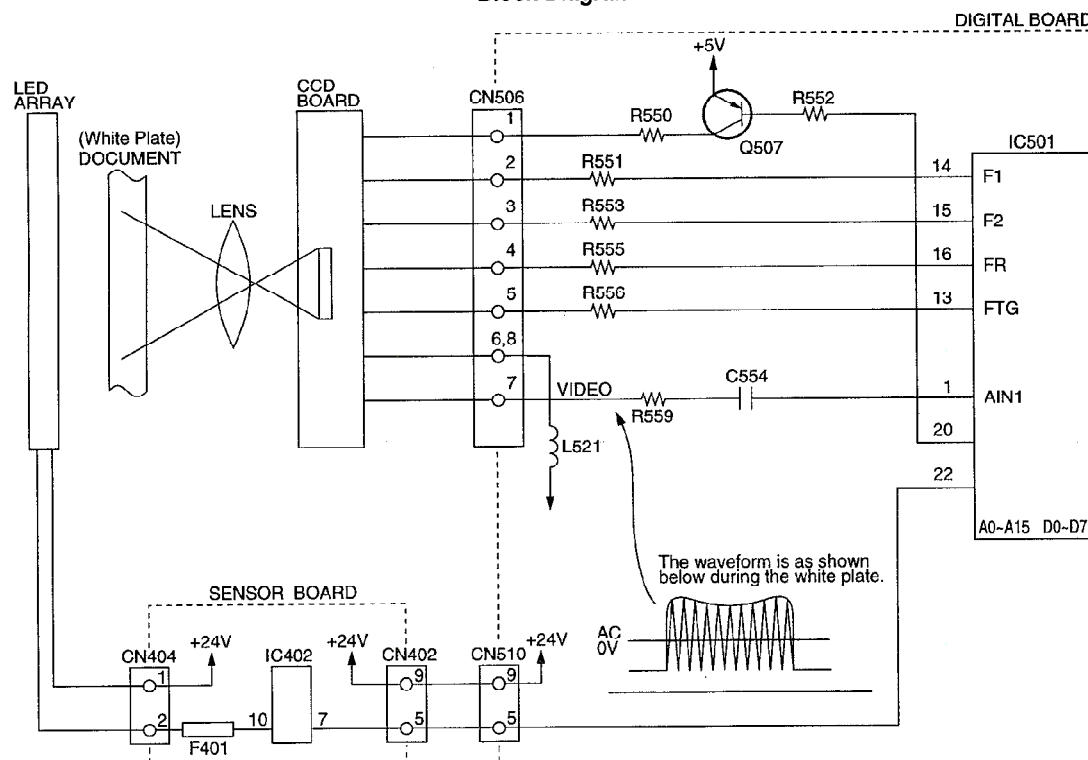 DIGITAL BOARD
+5V
LED
ARRAY
CCD
BOARD
CN506
1
R550
R552
Q507
IC501
(White Plate)
DOCUMENT
2
R551
14
F1
LENS
3
R553
15
F2
4
R555
16
FR
5
R556
13
FTG
6,8
7
VIDEO
R559
C554
1
AIN1
20
L521
22
A0~A15 D0~D7
The waveform is as shown
below during the white plate.
AC
0V
SENSOR BOARD
CN404
+24V
IC402
+24V
CN402
CN510
+24V
1
9
9
2
F401
10
7
5
5